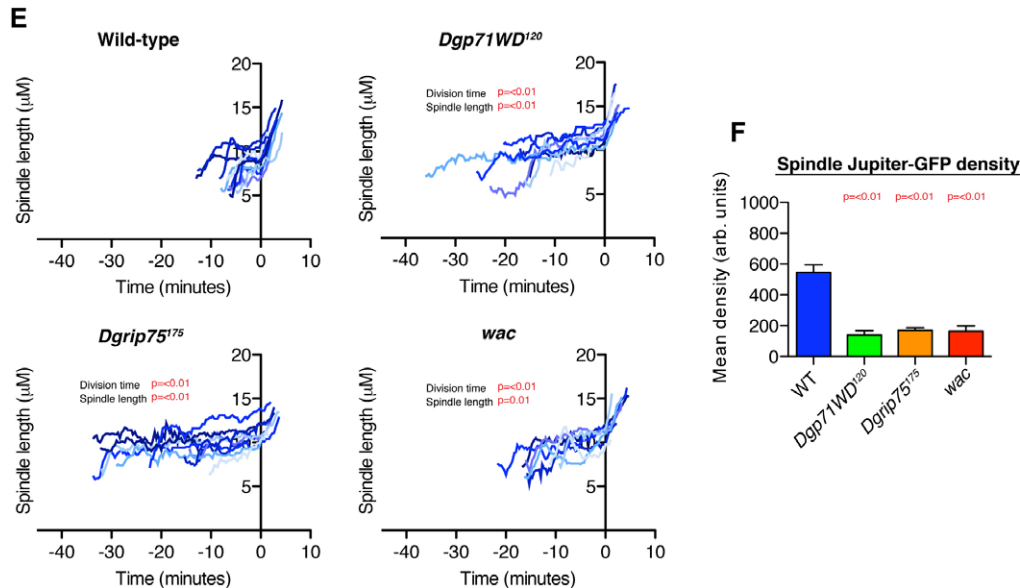 E
Wild-type
Spindle length (μM)
20
15
10
5
-40 -30 -20 -10 0 10
Time (minutes)
Dgp71WD¹²⁰
Division time p=<0.01
Spindle length p=<0.01
Spindle length (μM)
20
15
10
5
-40 -30 -20 -10 0 10
Time (minutes)
Dgrip75¹⁷⁵
Division time p=<0.01
Spindle length p=<0.01
Spindle length (μM)
20
15
10
5
-40 -30 -20 -10 0 10
Time (minutes)
wac
Division time p=<0.01
Spindle length p=0.01
Spindle length (μM)
20
15
10
5
-40 -30 -20 -10 0 10
Time (minutes)
F
Spindle Jupiter-GFP density
p=<0.01 p=<0.01 p=<0.01
Mean density (arb. units)
1000
800
600
400
200
0
WT
Dgp71WD¹²⁰
Dgrip75¹⁷⁵
wac